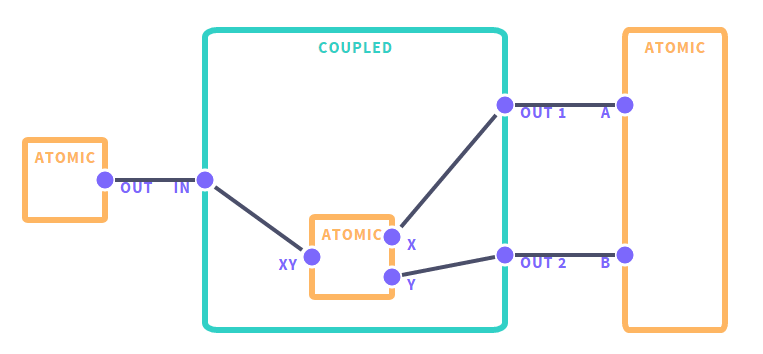 COUPLED
ATOMIC
OUT 1
A
ATOMIC
OUT
IN
ATOMIC
X
XY
OUT 2
B
Y